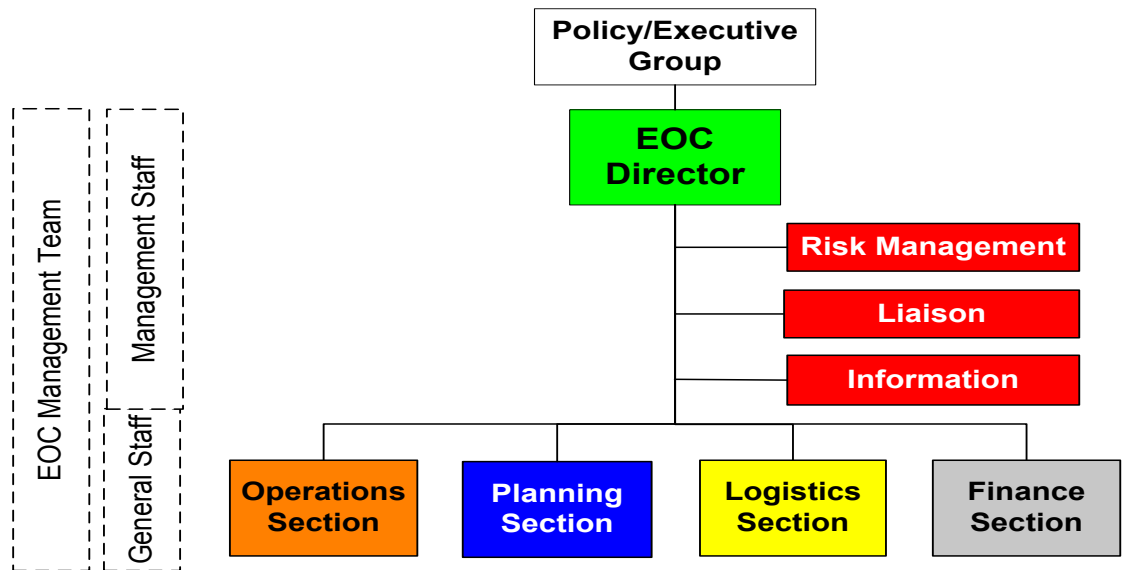 Policy/Executive
Group
EOC
Director
EOC Management Team
Management Staff
General Staff
Risk Management
Liaison
Information
Operations
Section
Planning
Section
Logistics
Section
Finance
Section